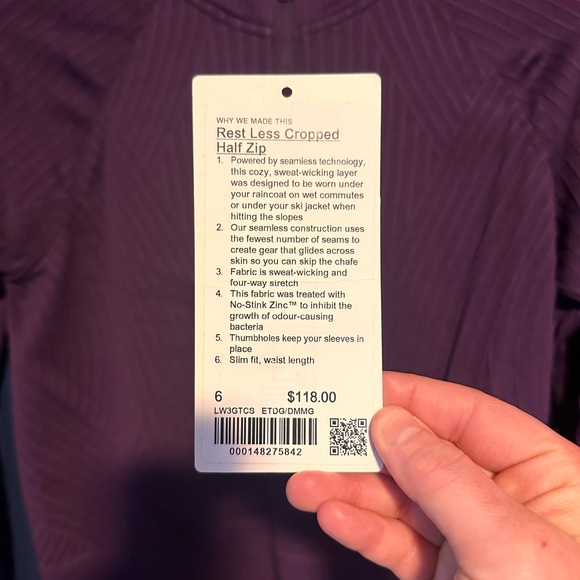 WHY WE MADE THIS
Rest Less Cropped
Half Zip
1. Powered by seamless technology,
this cozy, sweat-wicking layer
was designed to be worn under
your raincoat on wet commutes
or under your ski jacket when
hitting the slopes
2. Our seamless construction uses
the fewest number of seams to
create gear that glides across
skin so you can skip the chafe
3. Fabric is sweat-wicking and
four-way stretch
4. This fabric was treated with
No-Stink Zinc™ to inhibit the
growth of odour-causing
bacteria
5. Thumbholes keep your sleeves in
place
6. Slim fit, waist length
6 $118.00
LW3GTCS ETDG/DMMG
000148275842